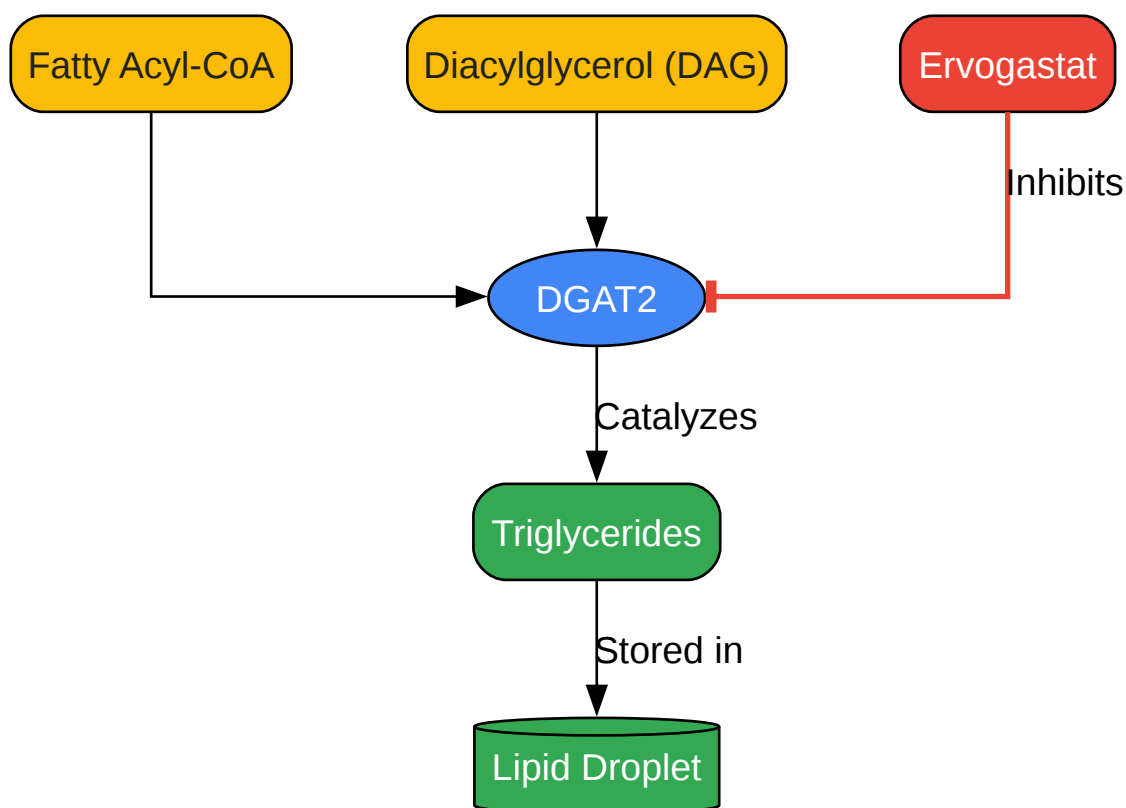 Fatty Acyl-CoA
Diacylglycerol (DAG)
Ervogastat
Inhibits
DGAT2
Catalyzes
Triglycerides
Stored in
Lipid Droplet